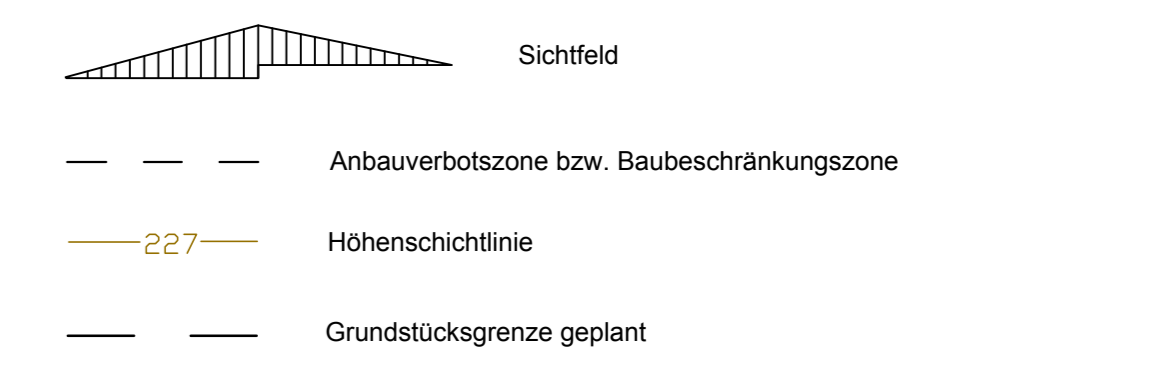 Sichtfeld
Anbauverbotszone bzw. Baubeschränkungszone
227 Höhenschichtlinie
Grundstücksgrenze geplant